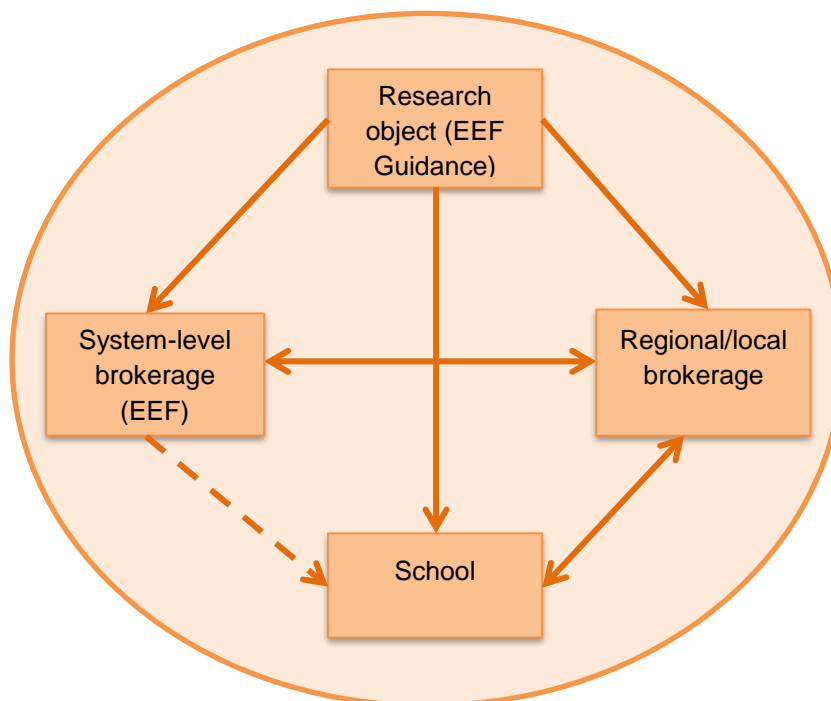 Research
object (EEF
Guidance)
System-level
brokerage
(EEF)
Regional/local
brokerage
School